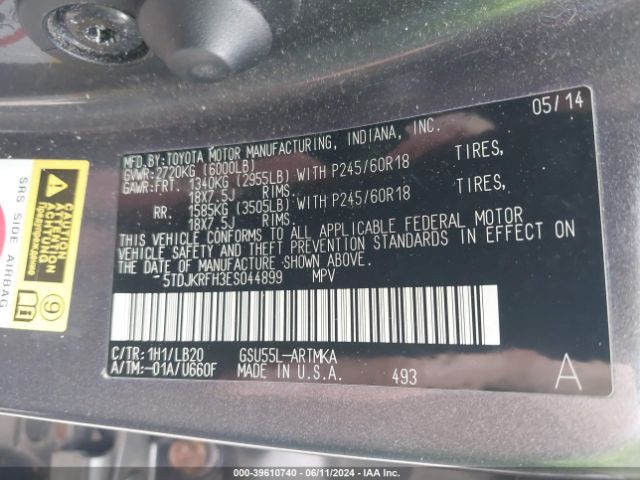 05/14
MFD.BY:TOYOTA MOTOR MANUFACTURING, INDIANA, INC.
GVWR:2720KG (6000LB)
GAWR:FRT. 1340KG (2955LB) WITH P245/60R18 TIRES,
18X7.5J RIMS.
RR. 1585KG (3505LB) WITH P245/60R18 TIRES,
18X7.5J RIMS.
THIS VEHICLE CONFORMS TO ALL APPLICABLE FEDERAL MOTOR
VEHICLE SAFETY AND THEFT PREVENTION STANDARDS IN EFFECT ON
THE DATE OF MANUFACTURE SHOWN ABOVE.
5TDJKRFH3ES044899 MPV
C/TR:1H1/LB20 GSU55L-ARTMKA
A/TM:-01A/U660F MADE IN U.S.A. 493
A
SRS SIDE AIRBAG
CAUTION
ACHTUNG
ATTENTION
000-39610740 - 06/11/2024 - IAAI.COM